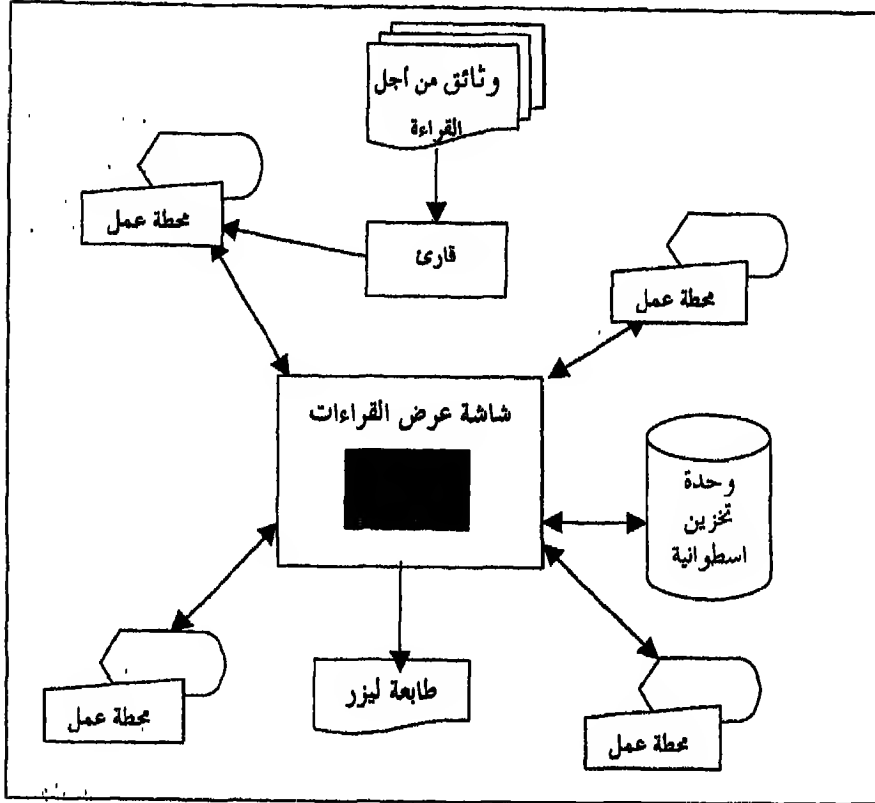 وثائق من أجل
القراءة
محطة عمل
قارئ
محطة عمل
شاشة عرض القراءات
وحدة
تخزين
اسطوانية
محطة عمل
طابعة ليزر
محطة عمل